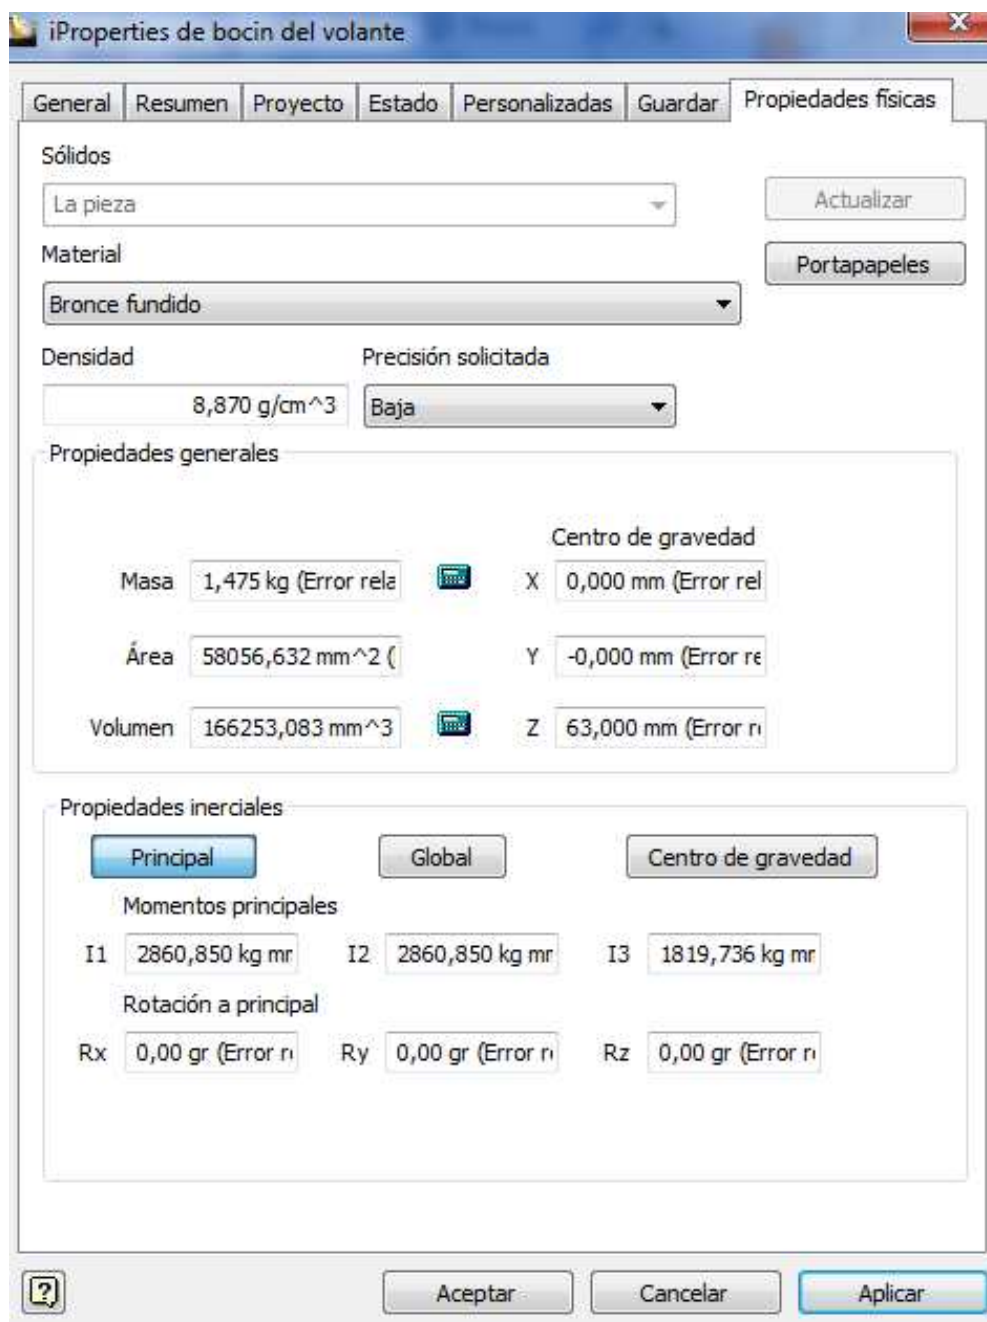 iProperties de bocin del volante
General Resumen Proyecto Estado Personalizadas Guardar Propiedades físicas
Sólidos
La pieza
Actualizar
Material
Portapapeles
Bronce fundido
Densidad Precisión solicitada
8,870 g/cm^3 Baja
Propiedades generales
Centro de gravedad
Masa 1,475 kg (Error rela X 0,000 mm (Error rel
Área 58056,632 mm^2 ( Y -0,000 mm (Error re
Volumen 166253,083 mm^3 Z 63,000 mm (Error r
Propiedades inerciales
Principal Global Centro de gravedad
Momentos principales
I1 2860,850 kg mr I2 2860,850 kg mr I3 1819,736 kg mr
Rotación a principal
Rx 0,00 gr (Error r Ry 0,00 gr (Error r Rz 0,00 gr (Error r
Aceptar Cancelar Aplicar